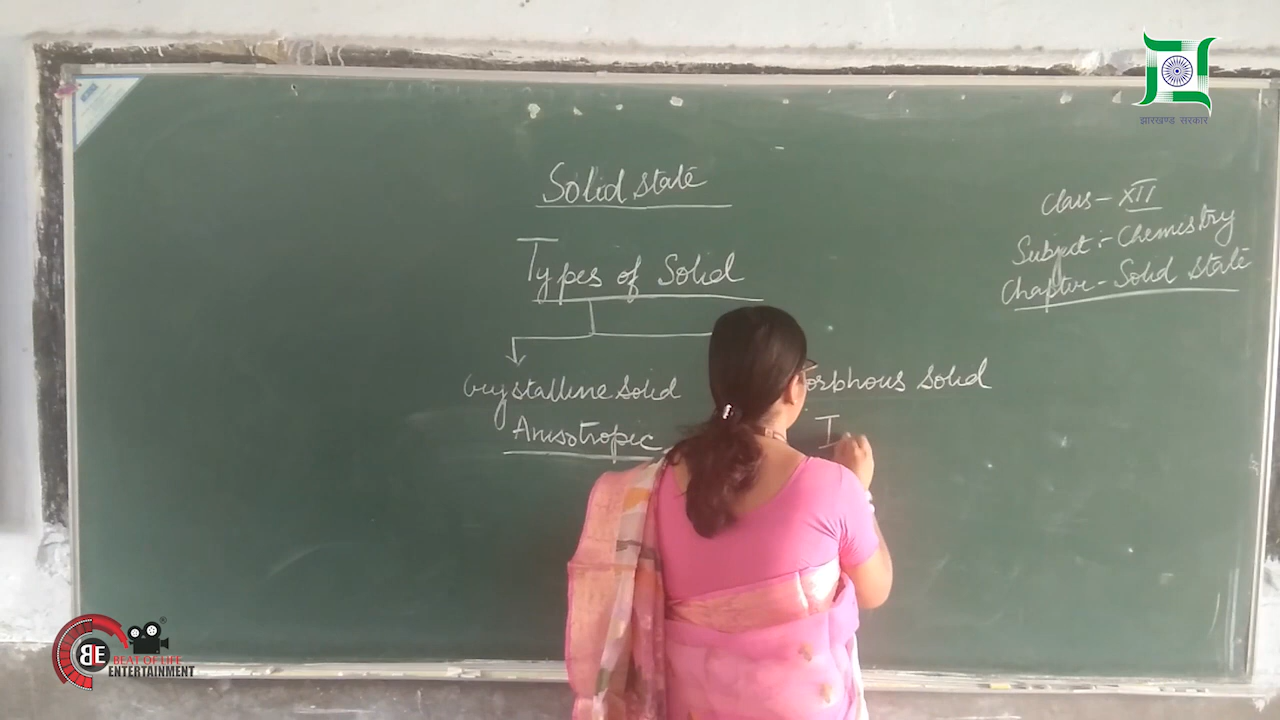 झारखण्ड सरकार
Solid state
Class - XII
Subject :- Chemistry
Chapter - Solid state
Types of Solid
Crystalline solid
orphous solid
Anisotropic
I
BE
BEAT OF LIFE
ENTERTAINMENT